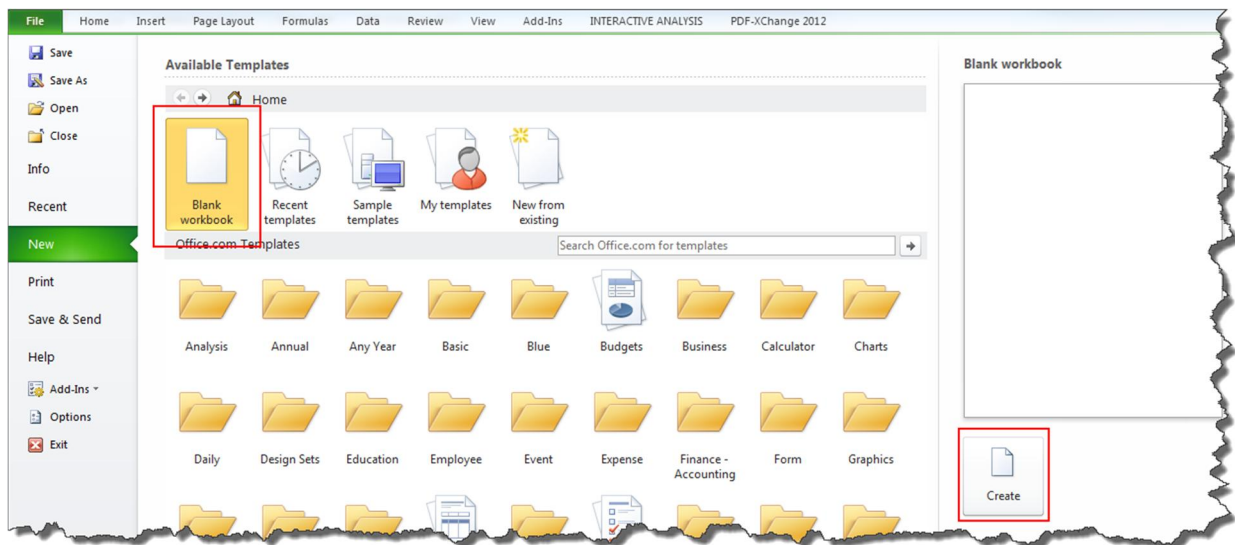 File Home Insert Page Layout Formulas Data Review View Add-Ins INTERACTIVE ANALYSIS PDF-XChange 2012
Save
Save As
Open
Close
Info
Recent
New
Print
Save & Send
Help
Add-Ins
Options
Exit
Available Templates
Home
Blank workbook
Recent templates
Sample templates
My templates
New from existing
Office.com Templates
Search Office.com for templates
Analysis Annual Any Year Basic Blue Budgets Business Calculator Charts
Daily Design Sets Education Employee Event Expense Finance - Accounting Form Graphics
Blank workbook
Create